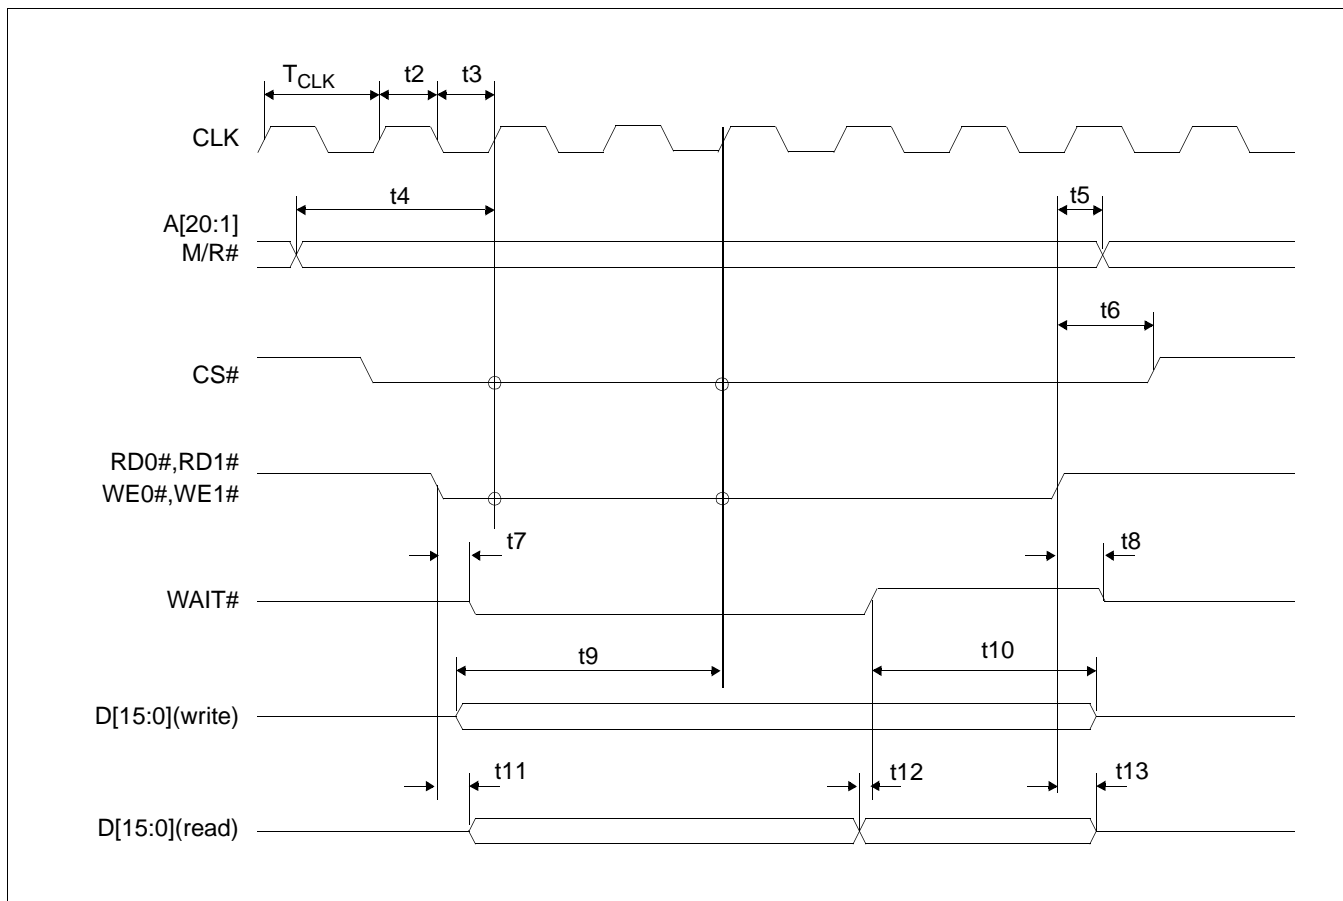 T_CLK t2 t3
CLK
t4 t5
A[20:1]
M/R#
t6
CS#
RD0#,RD1#
WE0#,WE1#
t7 t8
WAIT#
t9 t10
D[15:0](write)
t11 t12 t13
D[15:0](read)